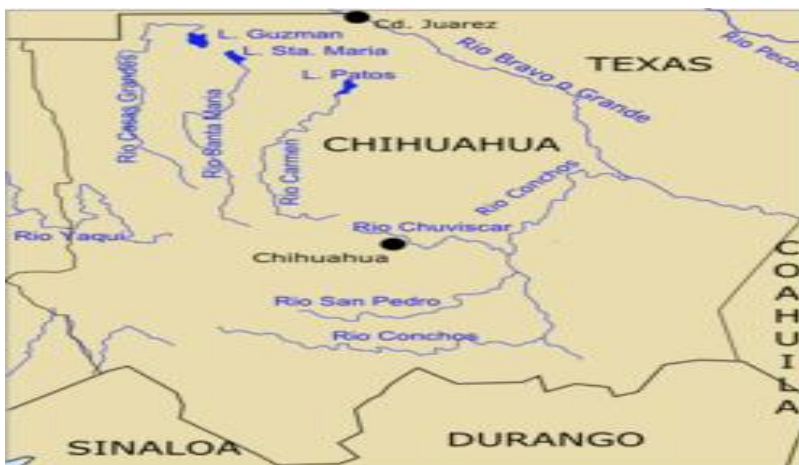 Cd. Juarez
L. Guzman
L. Sta. Maria
L. Patos
Rio Bravo o Grande
TEXAS
Rio Pecos
Rio Casas Grandes
Rio Santa Maria
Rio Carmen
CHIHUAHUA
Rio Conchos
Rio Yaqui
Rio Chuviscar
Chihuahua
COAHUILA
Rio San Pedro
Rio Conchos
SINALOA
DURANGO